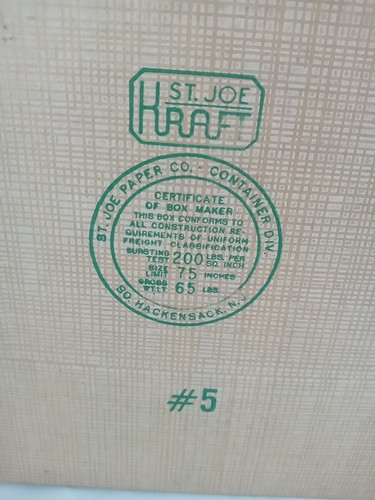 ST. JOE
KRAFT
ST. JOE PAPER CO. - CONTAINER DIV.
CERTIFICATE
OF BOX MAKER
THIS BOX CONFORMS TO
ALL CONSTRUCTION RE-
QUIREMENTS OF UNIFORM
FREIGHT CLASSIFICATION
BURSTING TEST 200 LBS. PER SQ. INCH
SIZE LIMIT 75 INCHES
GROSS WT. LT. 65 LBS.
SO. HACKENSACK, N.J.
#5